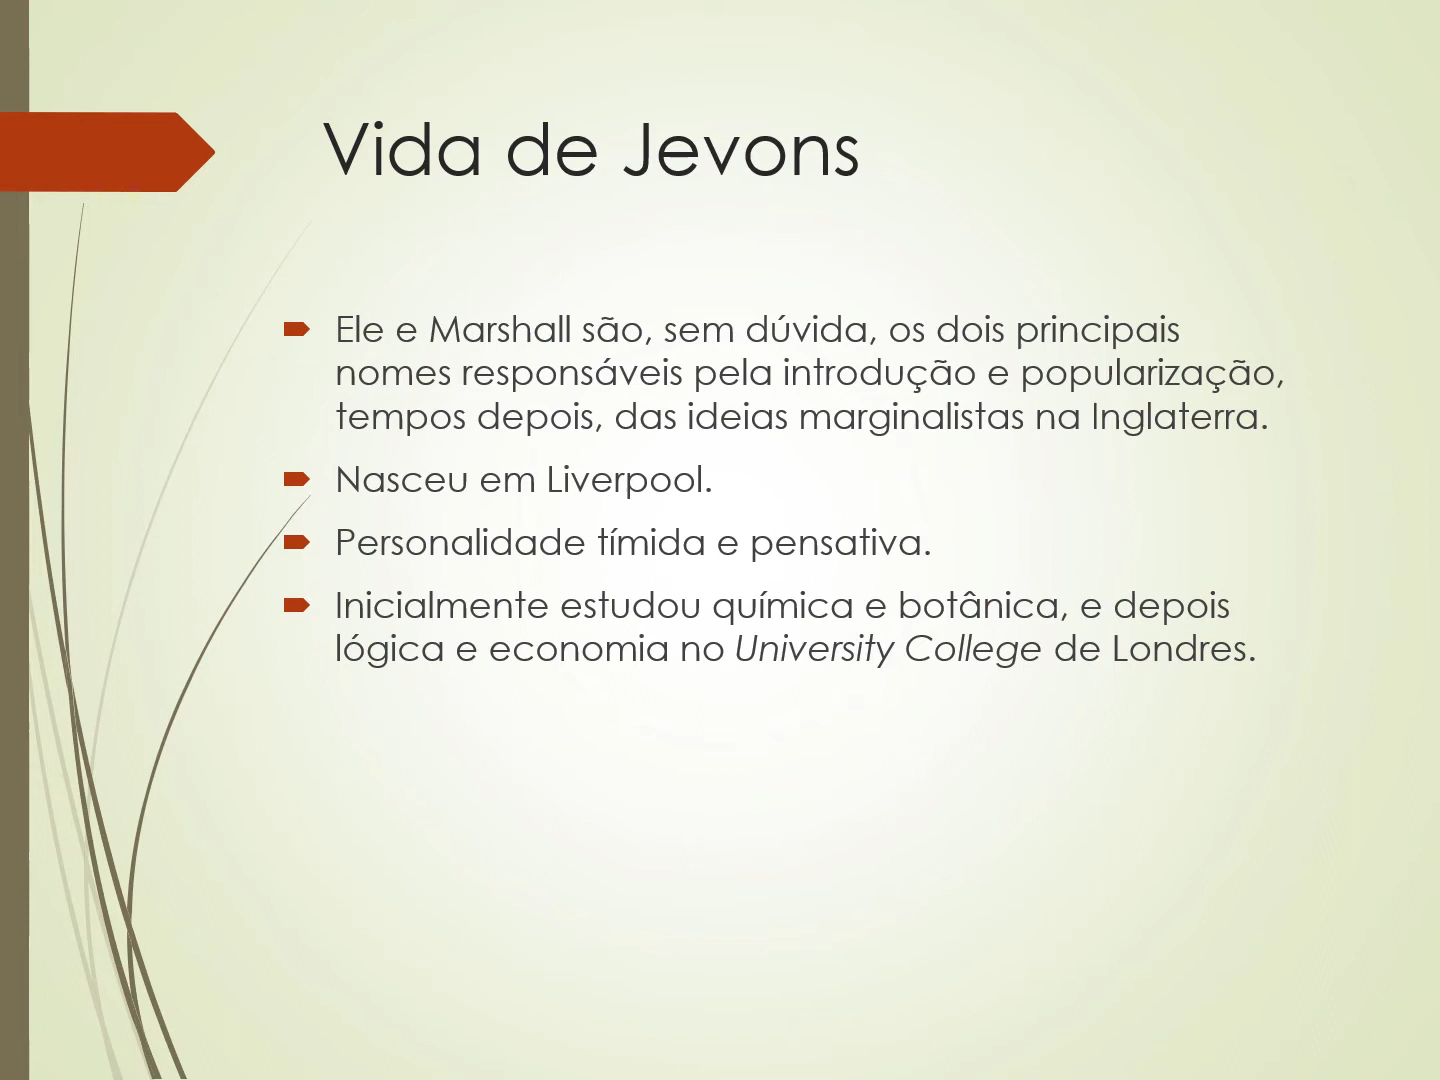 Vida de Jevons
Ele e Marshall são, sem dúvida, os dois principais
nomes responsáveis pela introdução e popularização,
tempos depois, das ideias marginalistas na Inglaterra.
Nasceu em Liverpool.
Personalidade tímida e pensativa.
Inicialmente estudou química e botânica, e depois
lógica e economia no University College de Londres.